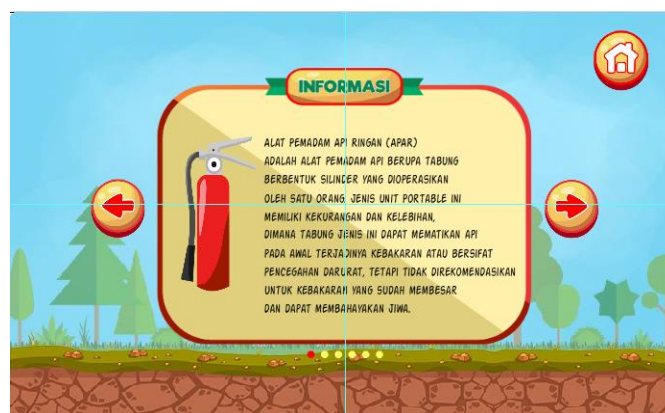 INFORMASI
ALAT PEMADAM API RINGAN (APAR)
ADALAH ALAT PEMADAM API BERUPA TABUNG
BERBENTUK SILINDER YANG DIOPERASIKAN
OLEH SATU ORANG. JENIS UNIT PORTABLE INI
MEMILIKI KEKURANGAN DAN KELEBIHAN,
DIMANA TABUNG JENIS INI DAPAT MEMATIKAN API
PADA AWAL TERJADINYA KEBAKARAN ATAU BERSIFAT
PENCEGAHAN DARURAT, TETAPI TIDAK DIREKOMENDASIKAN
UNTUK KEBAKARAN YANG SUDAH MEMBESAR
DAN DAPAT MEMBAHAYAKAN JIWA.